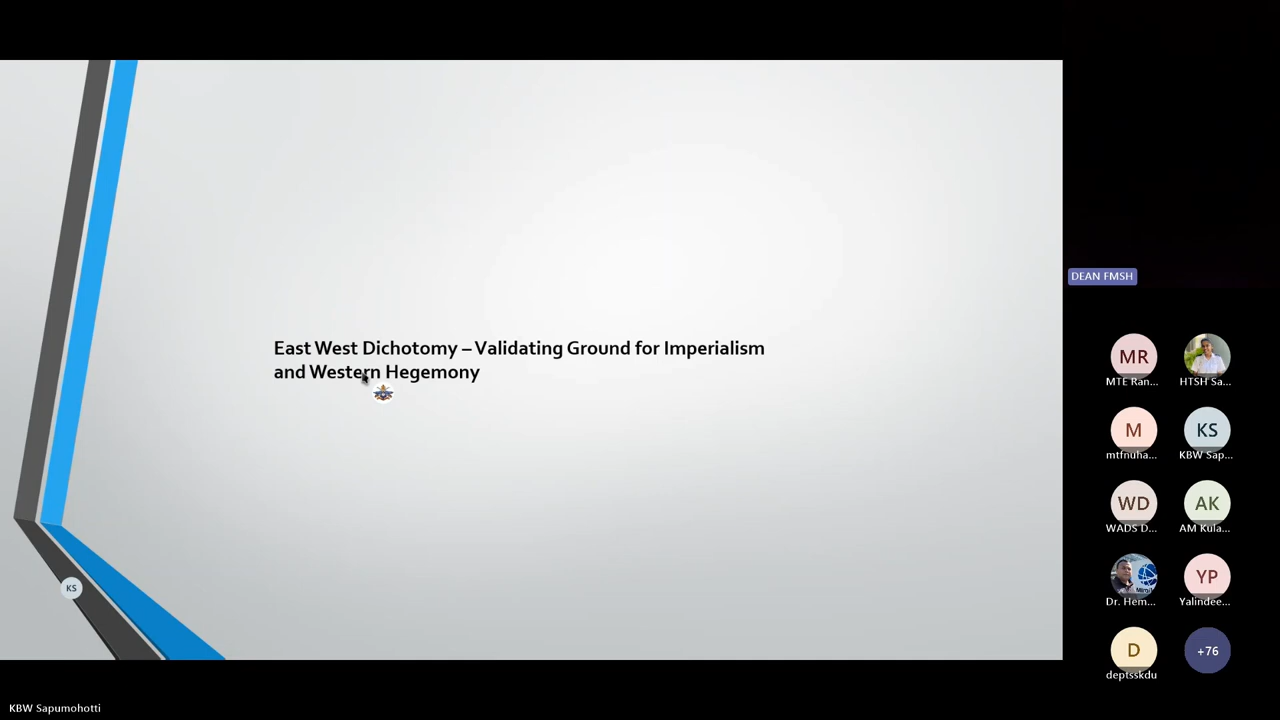 East West Dichotomy – Validating Ground for Imperialism
and Western Hegemony
DEAN FMSH
MR
MTE Ran...
HTSH Sa...
M
mtfnuha...
KS
KBW Sap...
WD
WADS D...
AK
AM Kula...
Dr. Hem...
YP
Yalindee...
D
deptsskdu
+76
KS
KBW Sapumohotti